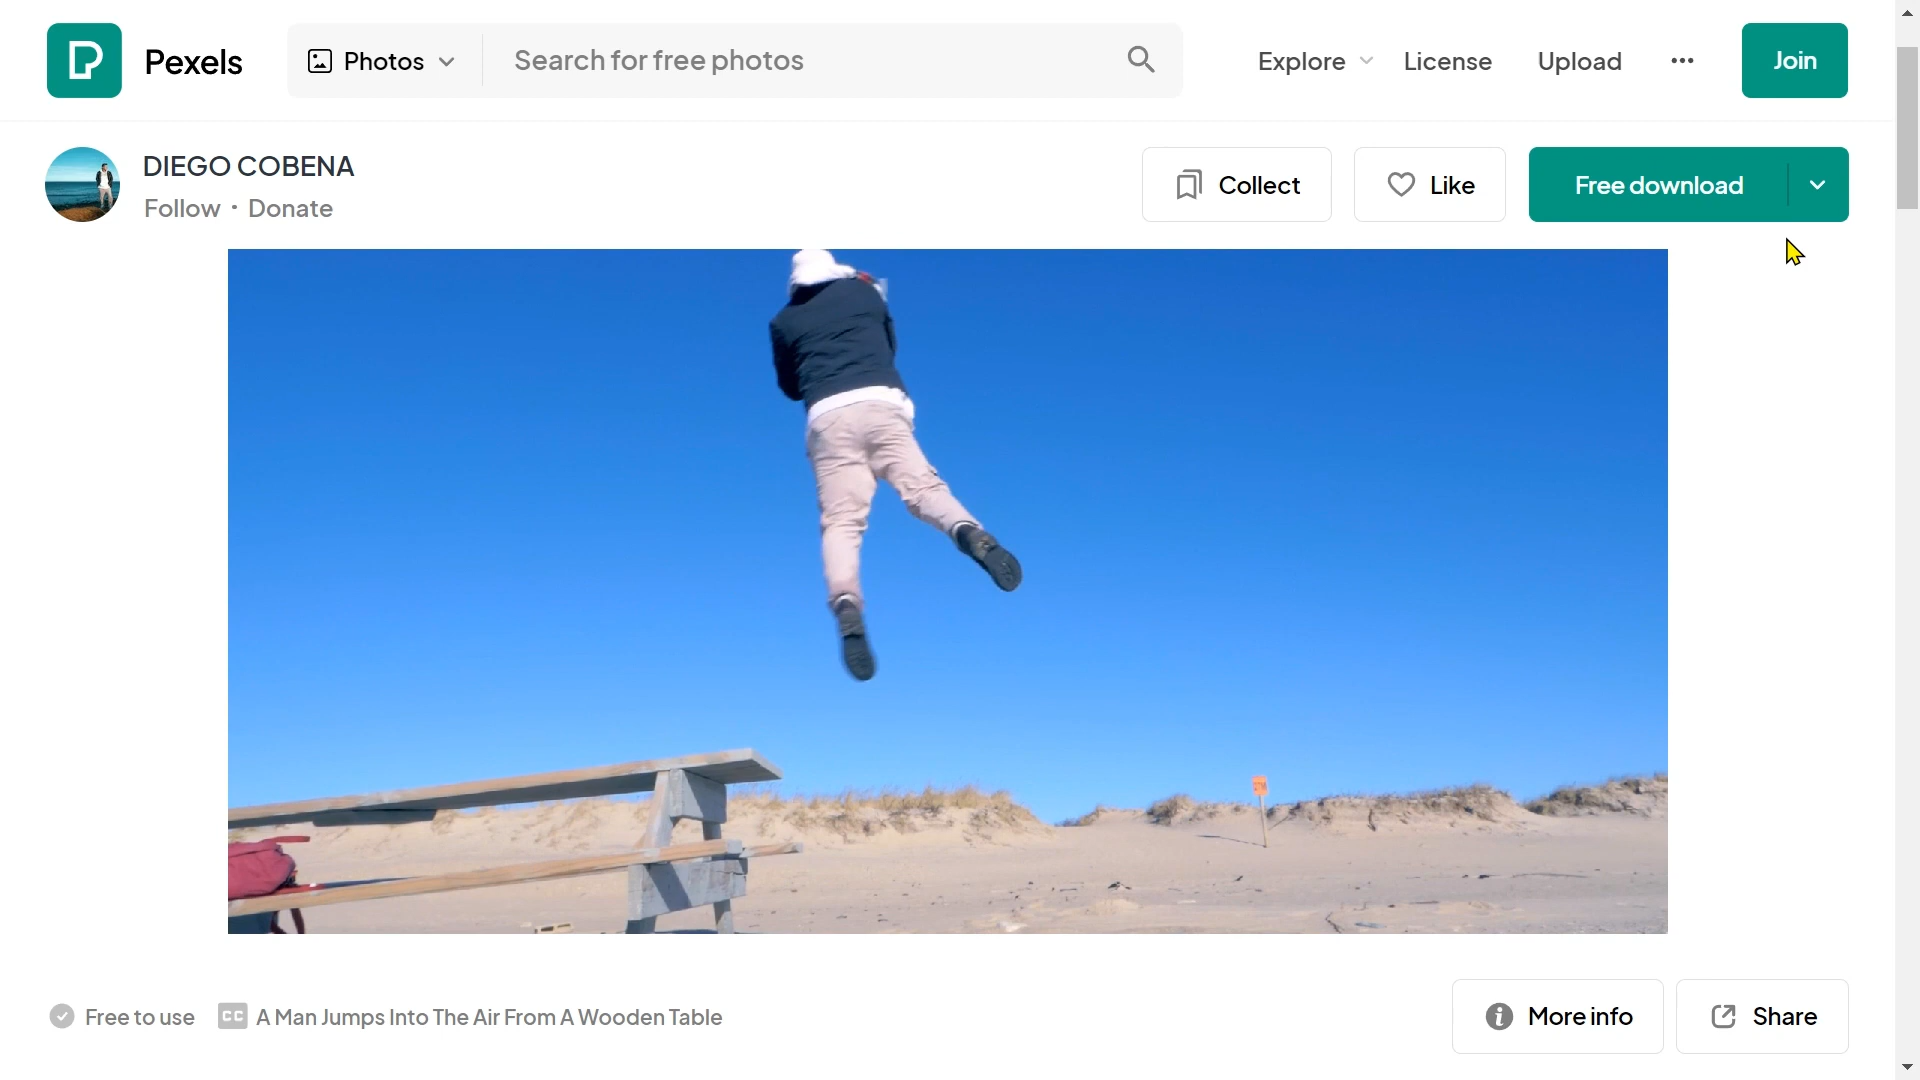 Pexels
Photos
Search for free photos
Explore
License
Upload
Join
DIEGO COBENA
Follow • Donate
Collect
Like
Free download
Free to use
CC A Man Jumps Into The Air From A Wooden Table
More info
Share